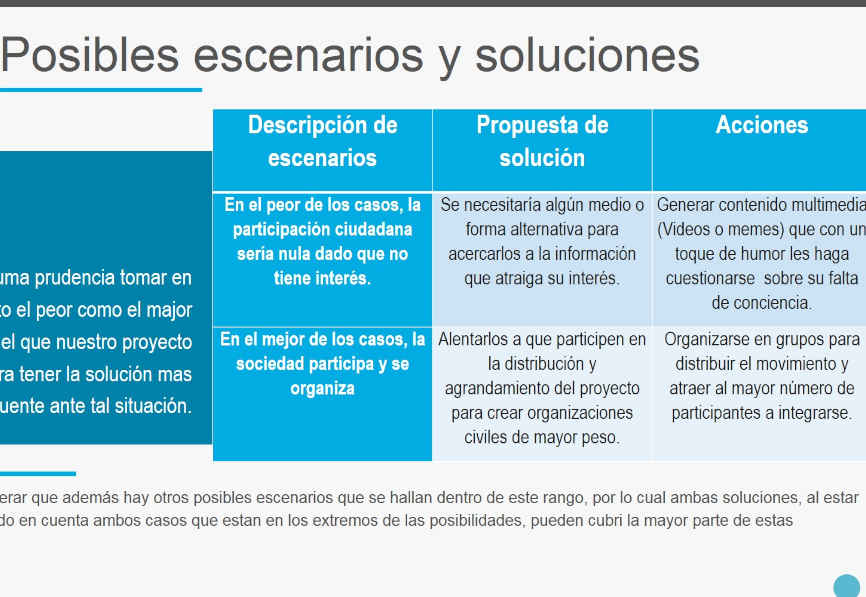 Posibles escenarios y soluciones
uma prudencia tomar en
o el peor como el major
el que nuestro proyecto
ra tener la solución mas
uente ante tal situación.
Descripción de
escenarios
Propuesta de
solución
Acciones
En el peor de los casos, la
participación ciudadana
sería nula dado que no
tiene interés.
Se necesitaría algún medio o
forma alternativa para
acercarlos a la información
que atraiga su interés.
Generar contenido multimedia
(Videos o memes) que con un
toque de humor les haga
cuestionarse sobre su falta
de conciencia.
En el mejor de los casos, la
sociedad participa y se
organiza
Alentarlos a que participen en
la distribución y
agrandamiento del proyecto
para crear organizaciones
civiles de mayor peso.
Organizarse en grupos para
distribuir el movimiento y
atraer al mayor número de
participantes a integrarse.
erar que además hay otros posibles escenarios que se hallan dentro de este rango, por lo cual ambas soluciones, al estar
do en cuenta ambos casos que estan en los extremos de las posibilidades, pueden cubri la mayor parte de estas